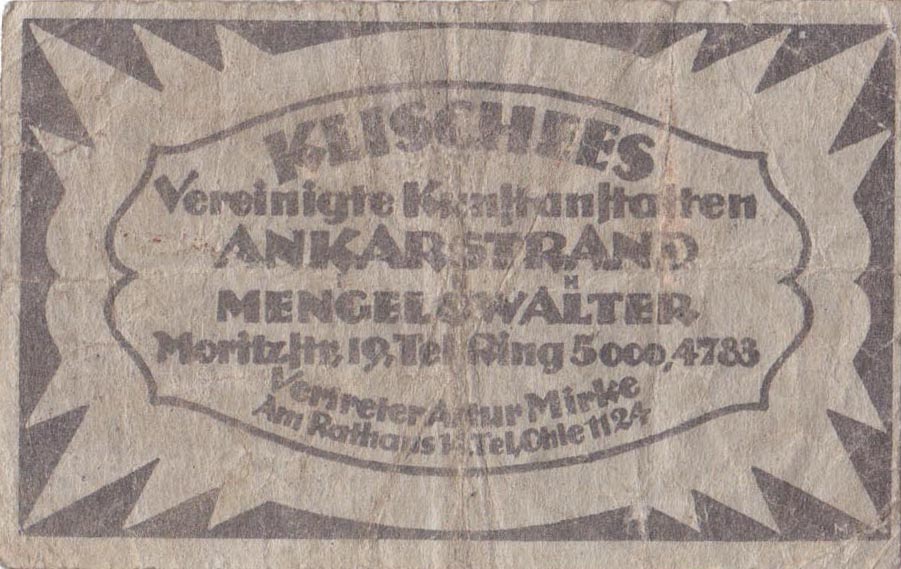 KLISCHEES
Vereinigte Kunstanstalten
ANKARSTRAND
MENGEL & WALTER
Moritzstr. 19, Tel. Ring 5000, 4783
Vertreter Artur Mirke
Am Rathaus Tel. Ohle 1124